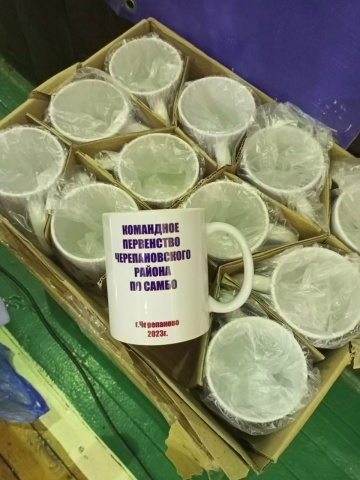 КОМАНДНОЕ
ПЕРВЕНСТВО
ЧЕРЕПАНОВСКОГО
РАЙОНА
ПО САМБО
г.Черепаново
2023г.